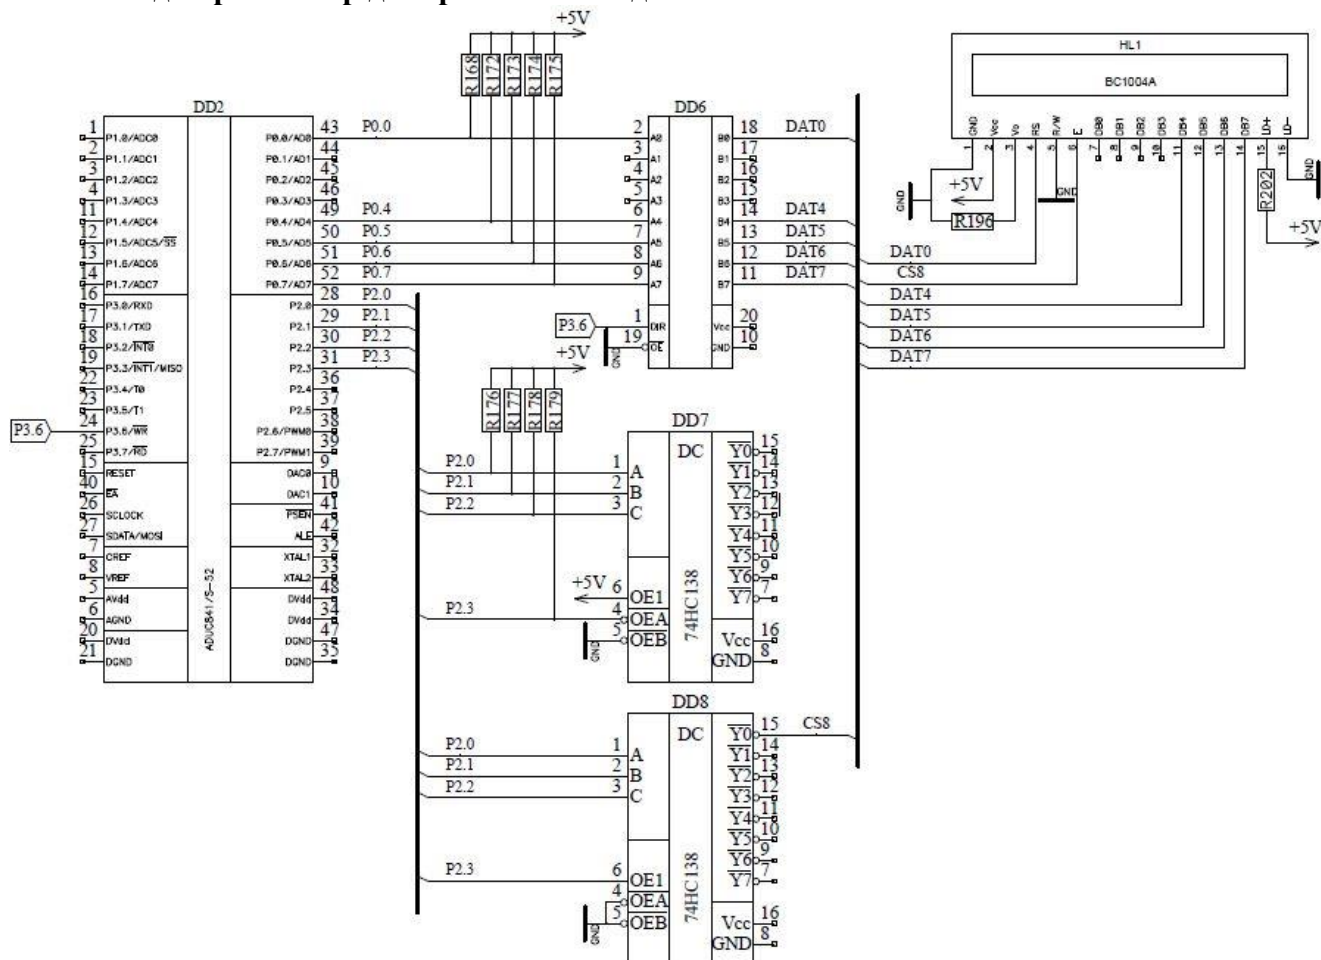 +5V
R168
R172
R173
R174
R175
HL1
BC1004A
GND
Vcc
Vo
RS
R/W
E
DB0
DB1
DB2
DB3
DB4
DB5
DB6
DB7
LD+
LD-
1
2
3
4
5
6
7
8
9
10
11
12
13
14
15
16
GND
+5V
R196
GND
R202
GND
+5V
DAT0
CS8
DAT4
DAT5
DAT6
DAT7
DD2
1 P1.0/ADC0
2 P1.1/ADC1
3 P1.2/ADC2
4 P1.3/ADC3
11 P1.4/ADC4
12 P1.5/ADC5/SS
13 P1.6/ADC6
14 P1.7/ADC7
16 P3.0/RXD
17 P3.1/TXD
18 P3.2/INT0
19 P3.3/INT1/MISO
22 P3.4/T0
23 P3.5/T1
P3.6 24 P3.6/WR
25 P3.7/RD
15 RESET
40 EA
26 SCLOCK
27 SDATA/MOSI
7 CREF
8 VREF
5 AVdd
6 AGND
20 DVdd
21 DGND
ADUC841/S-52
P0.0/AD0 43 P0.0
P0.1/AD1 44
P0.2/AD2 45
P0.3/AD3 46
P0.4/AD4 49 P0.4
P0.5/AD5 50 P0.5
P0.6/AD6 51 P0.6
P0.7/AD7 52 P0.7
P2.0 28 P2.0
P2.1 29 P2.1
P2.2 30 P2.2
P2.3 31 P2.3
P2.4 36
P2.5 37
P2.6/PWM0 38
P2.7/PWM1 39
DAC0 9
DAC1 10
PSEN 41
ALE 42
XTAL1 32
XTAL2 33
DVdd 48
DVdd 34
DGND 47
DGND 35
DD6
2 A0 B0 18 DAT0
3 A1 B1 17
4 A2 B2 16
5 A3 B3 15
6 A4 B4 14 DAT4
7 A5 B5 13 DAT5
8 A6 B6 12 DAT6
9 A7 B7 11 DAT7
P3.6 1 DIR Vcc 20
GND 19 OE GND 10
+5V
R176
R177
R178
R179
DD7
DC
74HC138
P2.0 1 A
P2.1 2 B
P2.2 3 C
+5V 6 OE1
P2.3 4 OEA
GND 5 OEB
Y0 15
Y1 14
Y2 13
Y3 12
Y4 11
Y5 10
Y6 9
Y7 7
Vcc 16
GND 8
DD8
DC
74HC138
P2.0 1 A
P2.1 2 B
P2.2 3 C
P2.3 6 OE1
4 OEA
GND 5 OEB
Y0 15 CS8
Y1 14
Y2 13
Y3 12
Y4 11
Y5 10
Y6 9
Y7 7
Vcc 16
GND 8